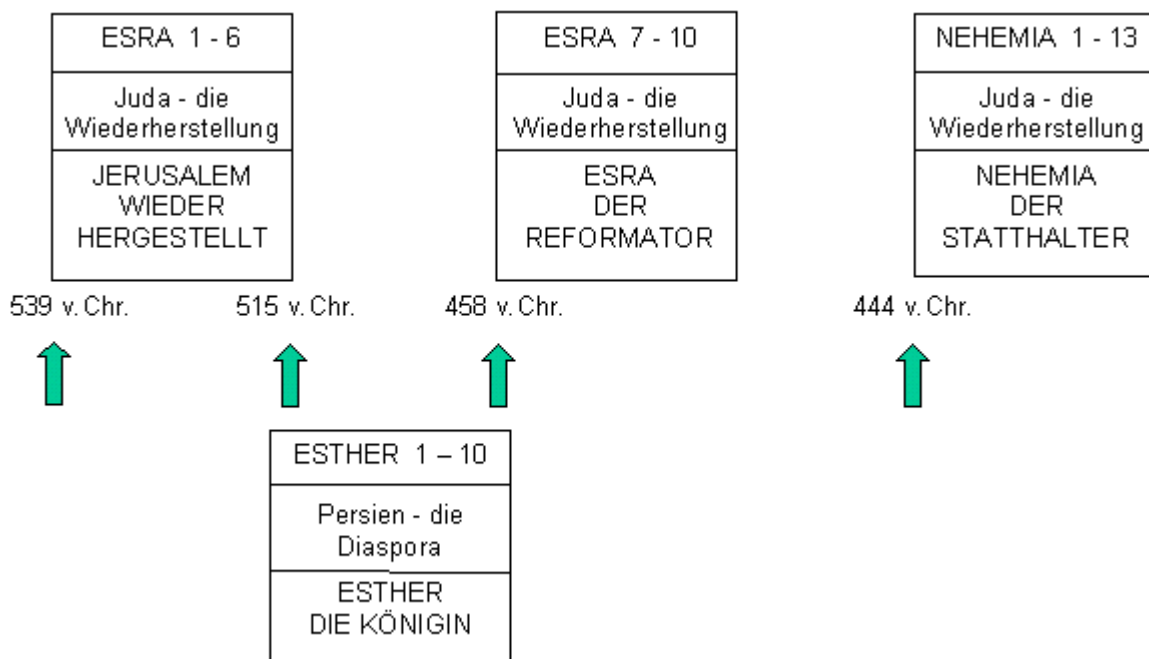 ESRA 1 - 6
Juda - die
Wiederherstellung
JERUSALEM
WIEDER
HERGESTELLT
ESRA 7 - 10
Juda - die
Wiederherstellung
ESRA
DER
REFORMATOR
NEHEMIA 1 - 13
Juda - die
Wiederherstellung
NEHEMIA
DER
STATTHALTER
539 v. Chr.
515 v. Chr.
458 v. Chr.
444 v. Chr.
ESTHER 1 – 10
Persien - die
Diaspora
ESTHER
DIE KÖNIGIN